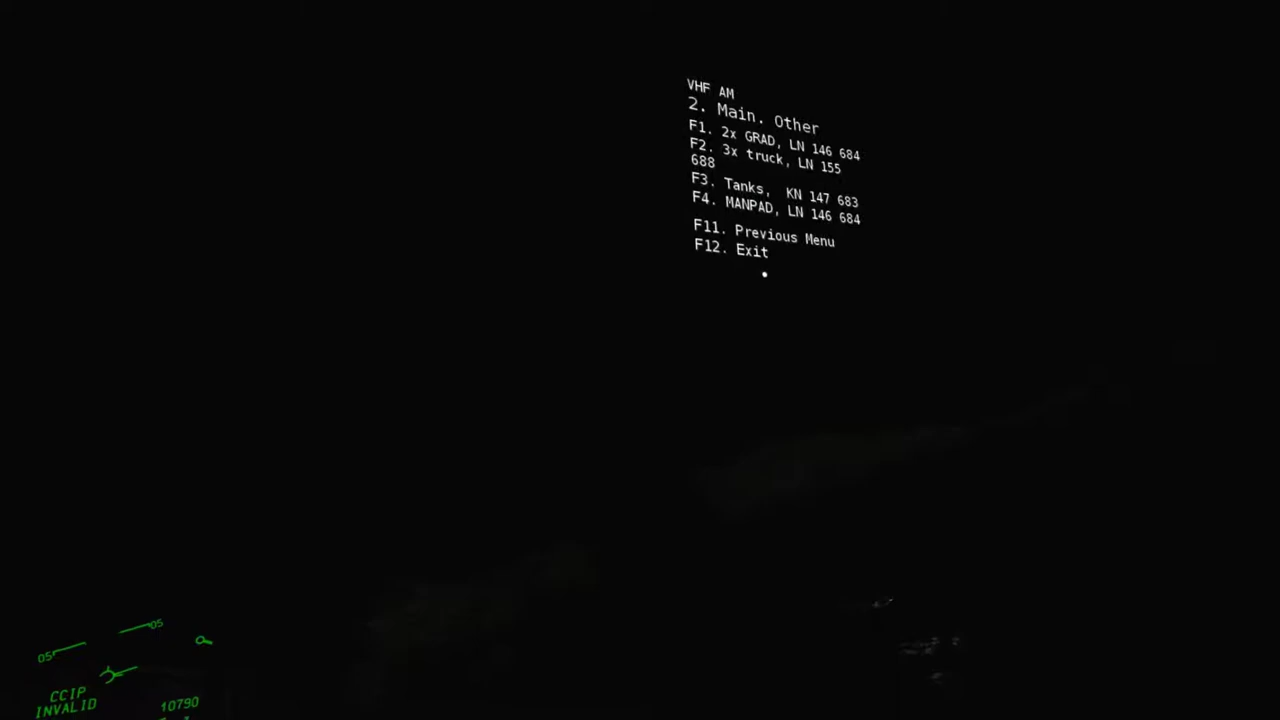 VHF AM
2. Main. Other
F1. 2x GRAD, LN 146 684
F2. 3x truck, LN 155
688
F3. Tanks,  KN 147 683
F4. MANPAD, LN 146 684
F11. Previous Menu
F12. Exit
05
05
CCIP
INVALID
10790